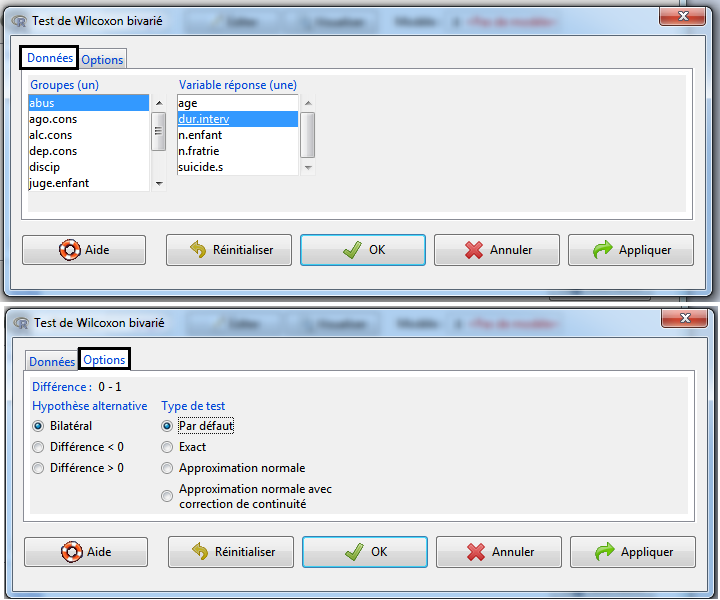 Test de Wilcoxon bivarié
Données
Options
Groupes (un)
Variable réponse (une)
abus
ago.cons
alc.cons
dep.cons
discip
juge.enfant
age
dur.interv
n.enfant
n.fratrie
suicide.s
Aide
Réinitialiser
OK
Annuler
Appliquer
Test de Wilcoxon bivarié
Données
Options
Différence : 0 - 1
Hypothèse alternative
Type de test
Bilatéral
Différence < 0
Différence > 0
Par défaut
Exact
Approximation normale
Approximation normale avec
correction de continuité
Aide
Réinitialiser
OK
Annuler
Appliquer